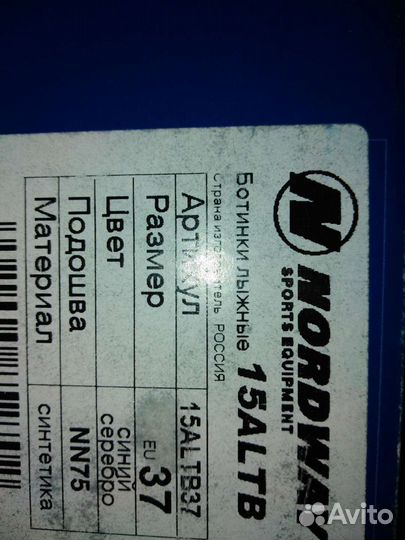 NORDWAY
SPORTS EQUIPMENT
Ботинки лыжные 15ALTB
Страна изготовитель РОССИЯ
Артикул 15ALTB37
Размер EU 37
Цвет синий серебро
Подошва NN75
Материал синтетика
Avito